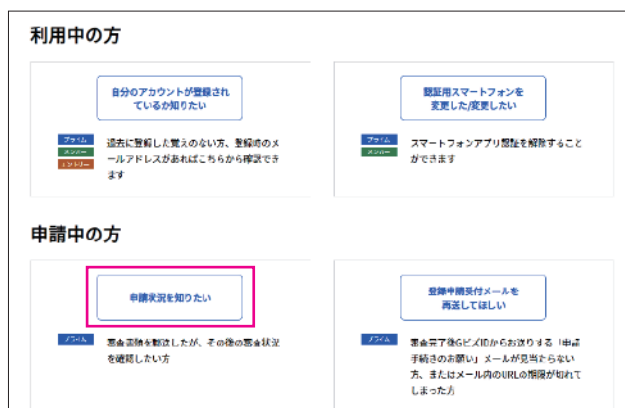 利用中の方
自分のアカウントが登録され
ているか知りたい
プライム
メンバー
エントリー
過去に登録した覚えのない方、登録時のメ
ールアドレスがあればこちらから確認でき
ます
認証用スマートフォンを
変更した/変更したい
プライム
メンバー
スマートフォンアプリ認証を解除すること
ができます
申請中の方
申請状況を知りたい
プライム
審査書類を郵送したが、その後の審査状況
を確認したい方
登録申請受付メールを
再送してほしい
プライム
審査完了後GビズIDからお送りする「申請
手続きのお願い」メールが見当たらない
方、またはメール内のURLの期限が切れて
しまった方